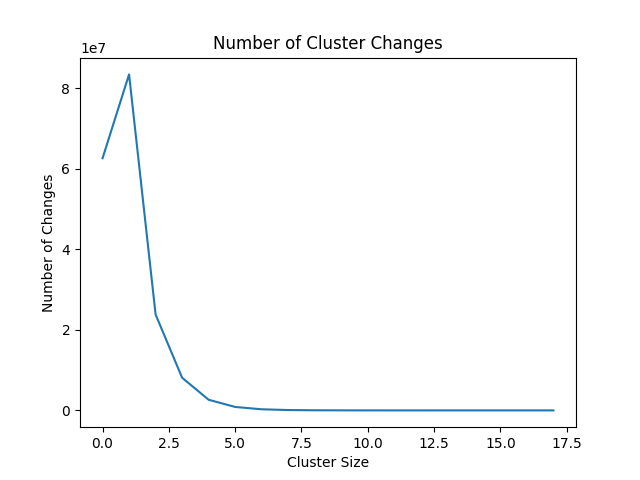 Number of Cluster Changes
1e7
8
6
4
2
0
Number of Changes
0.0 2.5 5.0 7.5 10.0 12.5 15.0 17.5
Cluster Size